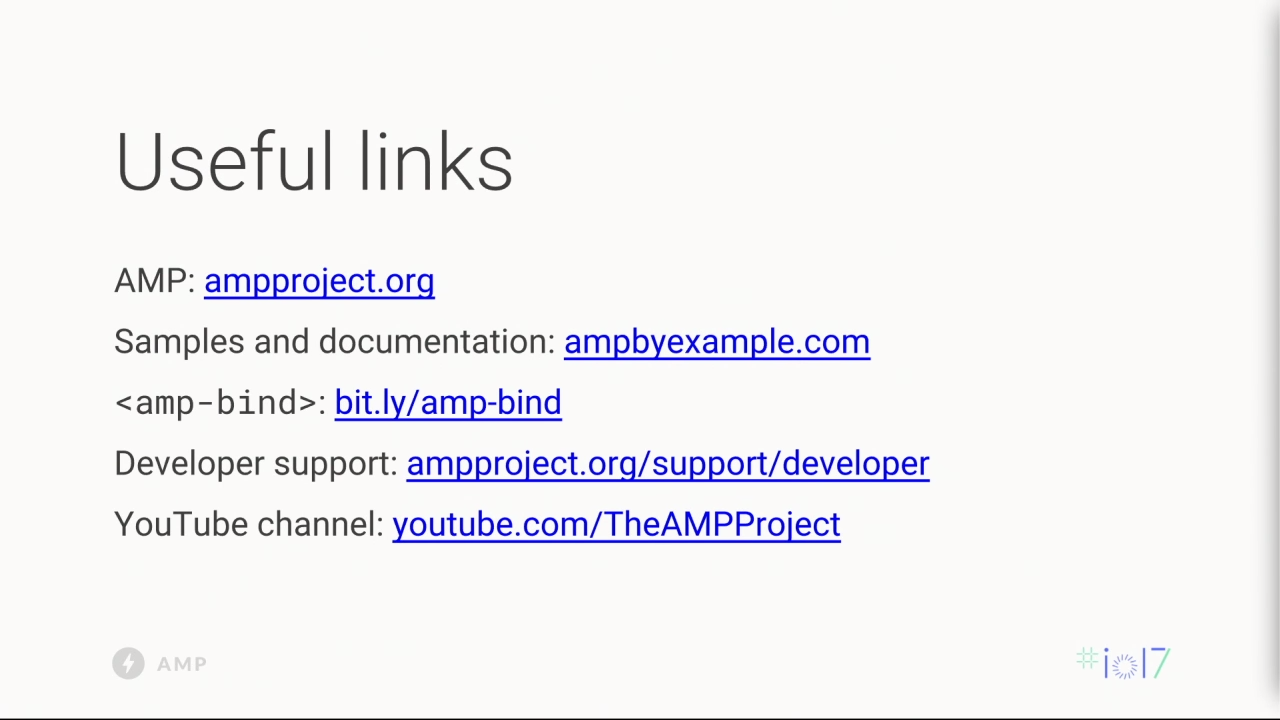 Useful links
AMP: ampproject.org
Samples and documentation: ampbyexample.com
<amp-bind>: bit.ly/amp-bind
Developer support: ampproject.org/support/developer
YouTube channel: youtube.com/TheAMPProject
AMP
#io17